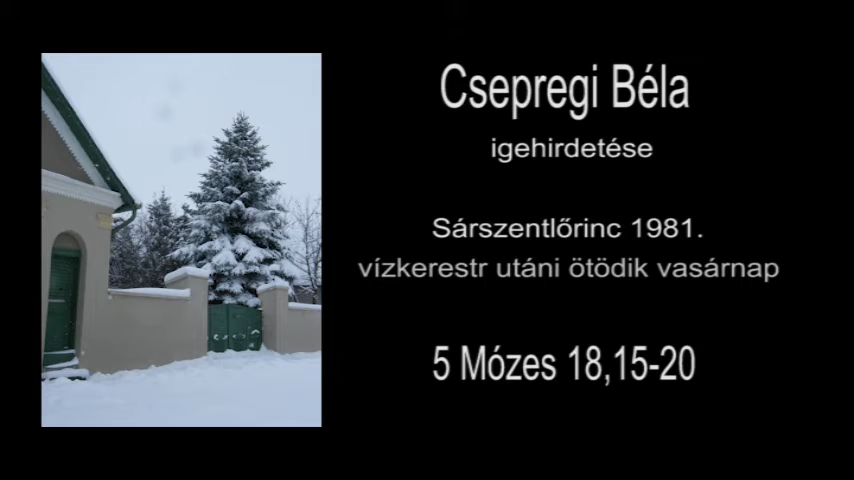 Csepregi Béla
igehirdetése
Sárszentlőrinc 1981.
vízkerestr utáni ötödik vasárnap
5 Mózes 18,15-20